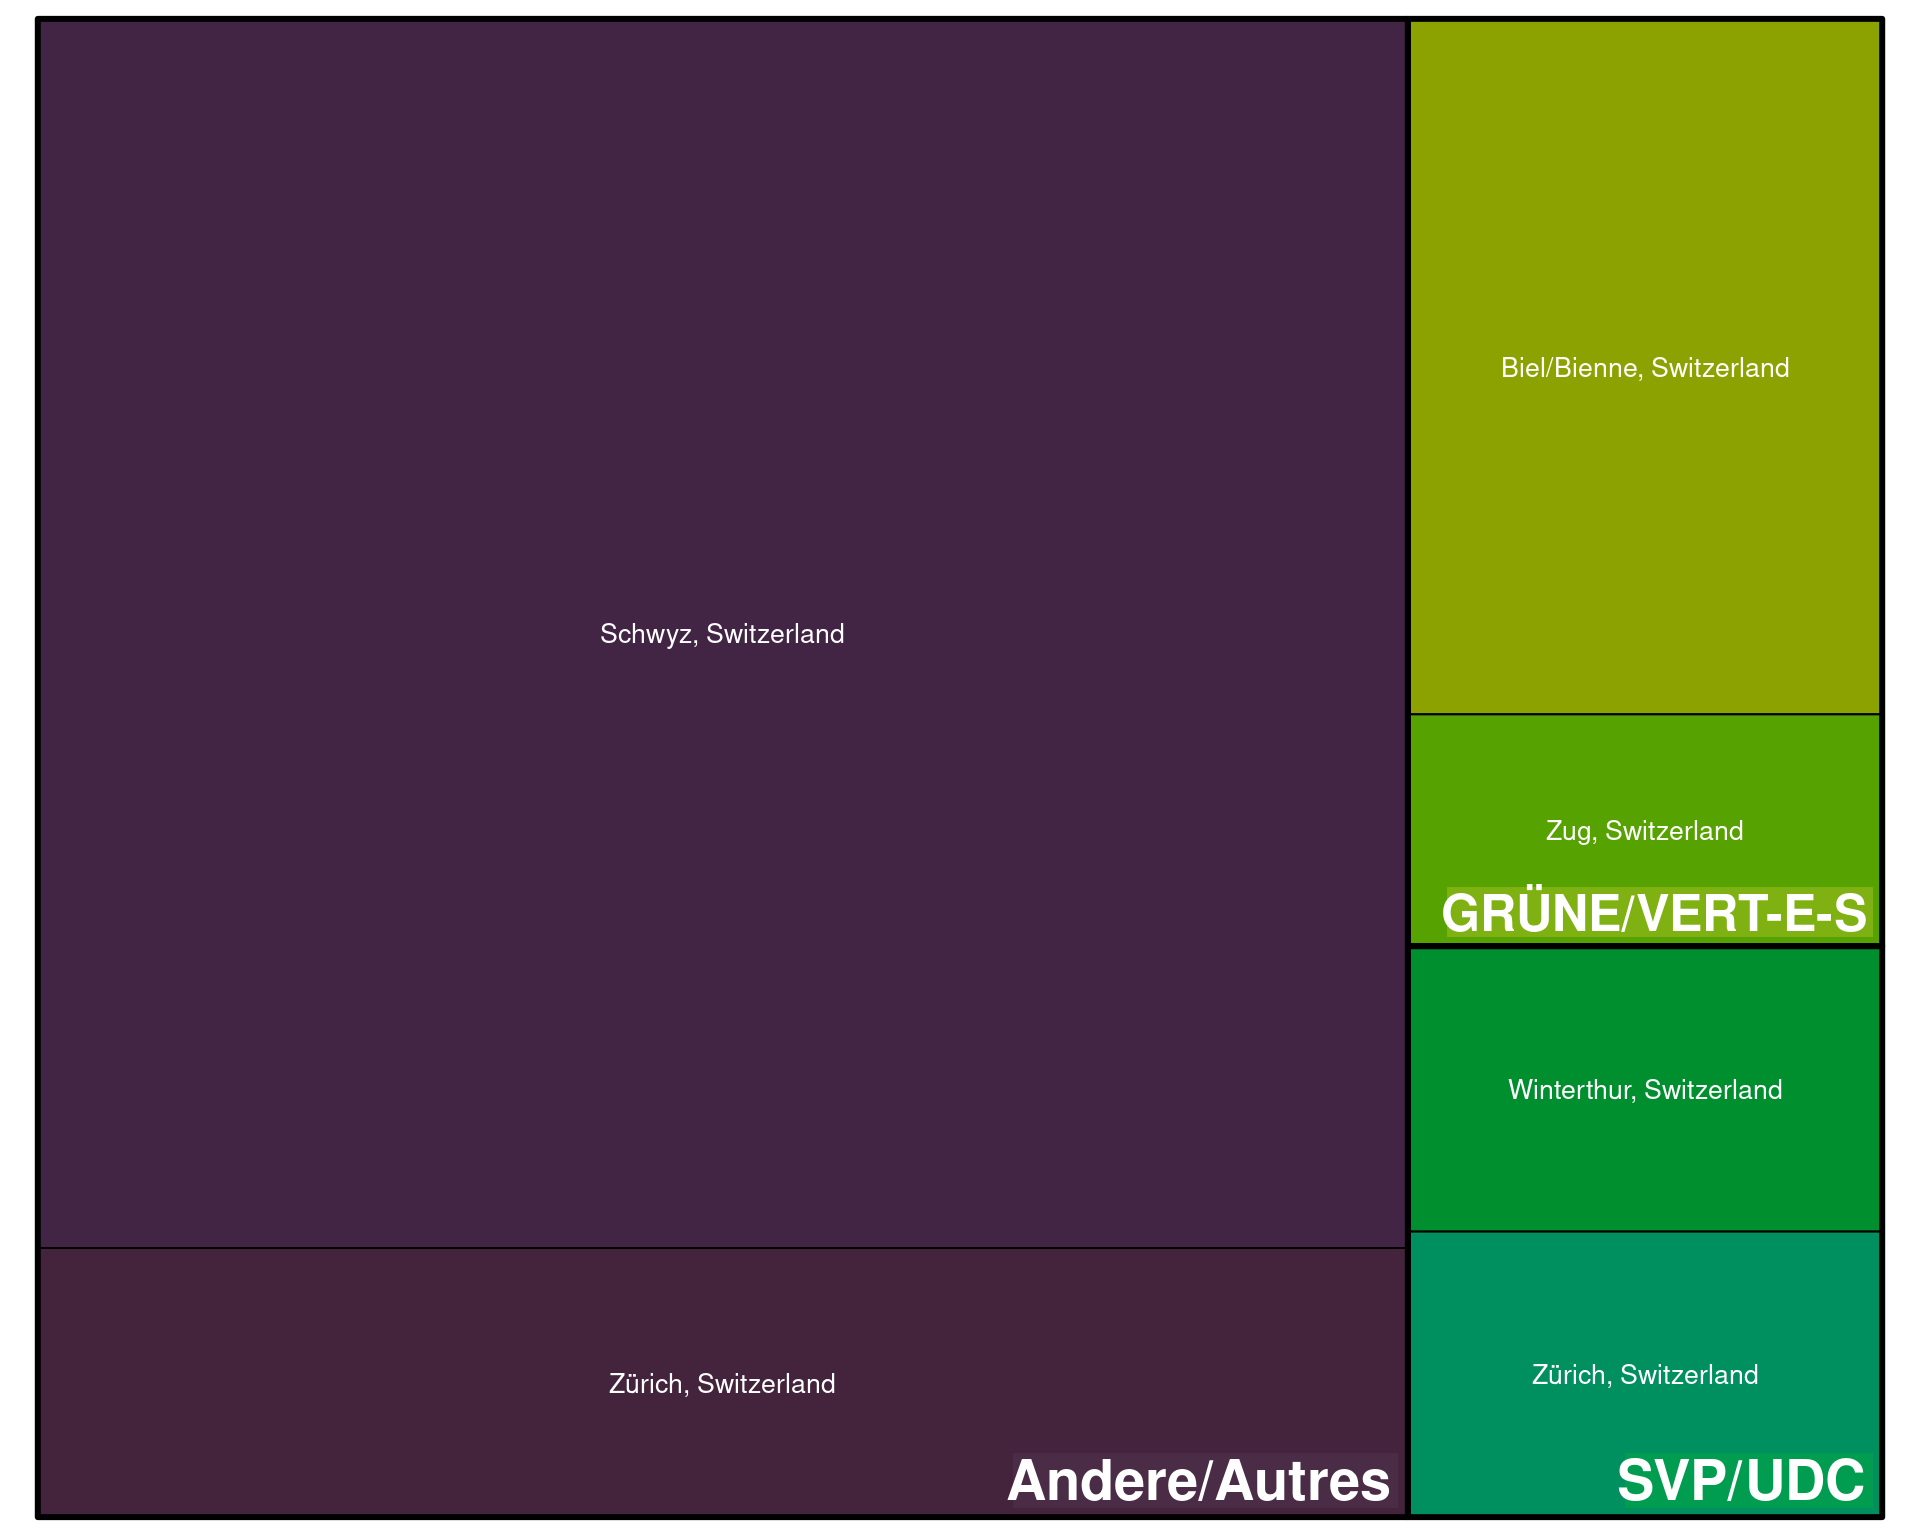 Schwyz, Switzerland
Zürich, Switzerland
Andere/Autres
Biel/Bienne, Switzerland
Zug, Switzerland
GRÜNE/VERT-E-S
Winterthur, Switzerland
Zürich, Switzerland
SVP/UDC